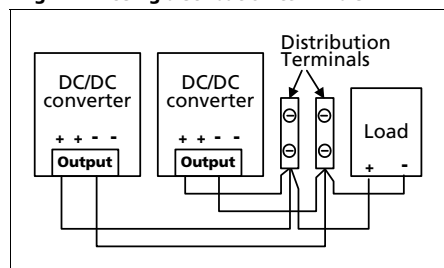 Distribution
Terminals
DC/DC
converter
DC/DC
converter
Load
+ + - -
+ + - -
Output
Output
+ -